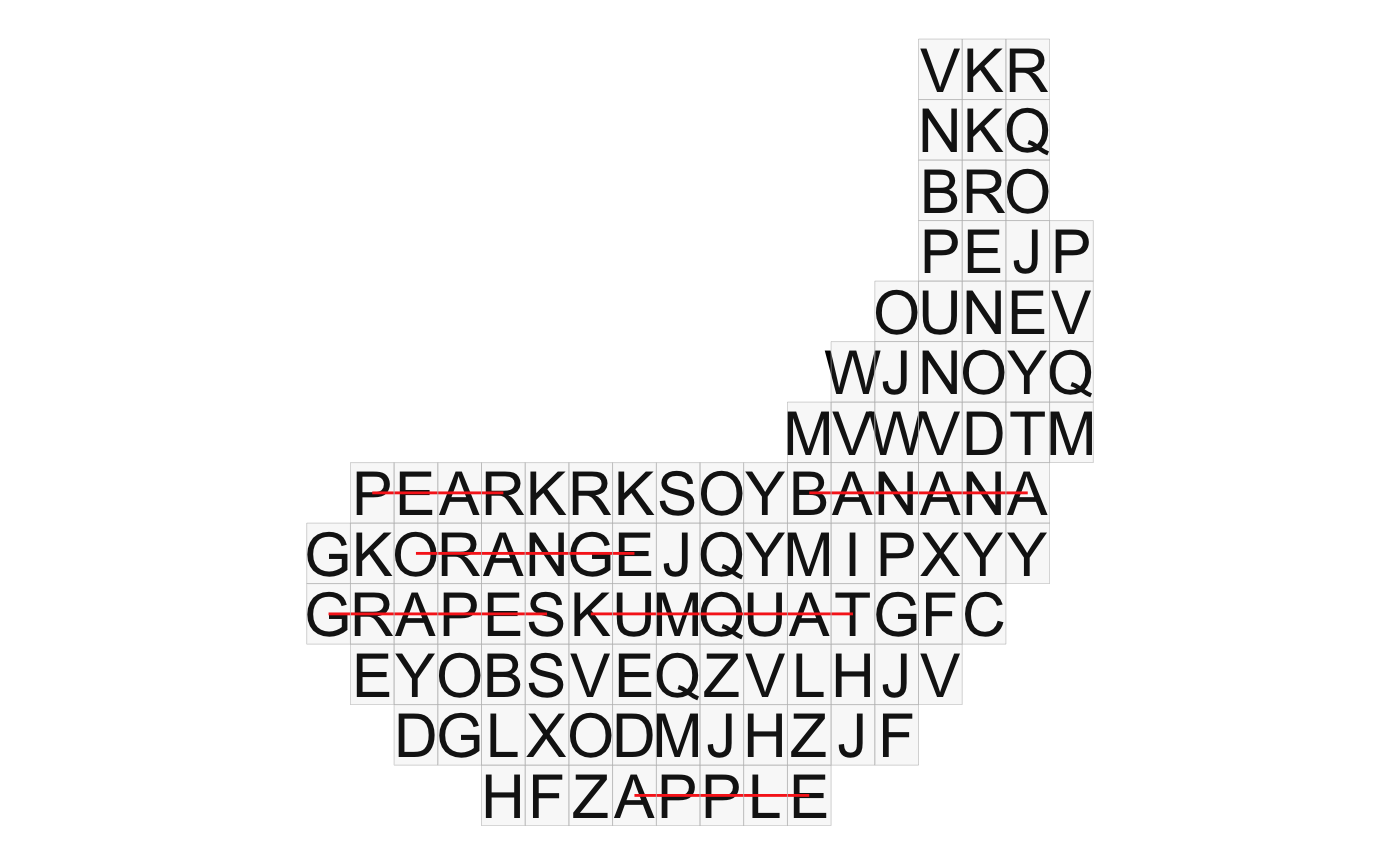 VKR
NKQ
BRO
PEJP
OUNEV
WJNOYQ
MVWVDTM
PEARKRKSOYBANANA
GKORANGEJQYMIPXYY
GRAPESKUMQUATGFC
EYOBSVEQZVLHJV
DGLXODMJHZJF
HFZAPPLE